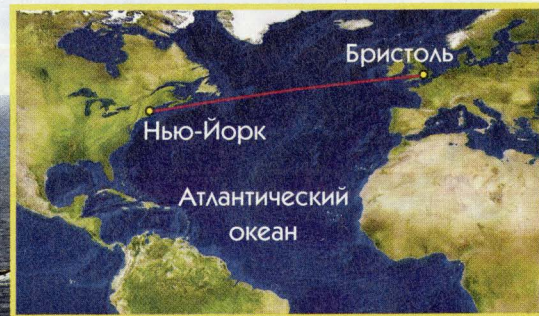 Бристоль
Нью-Йорк
Атлантический
океан